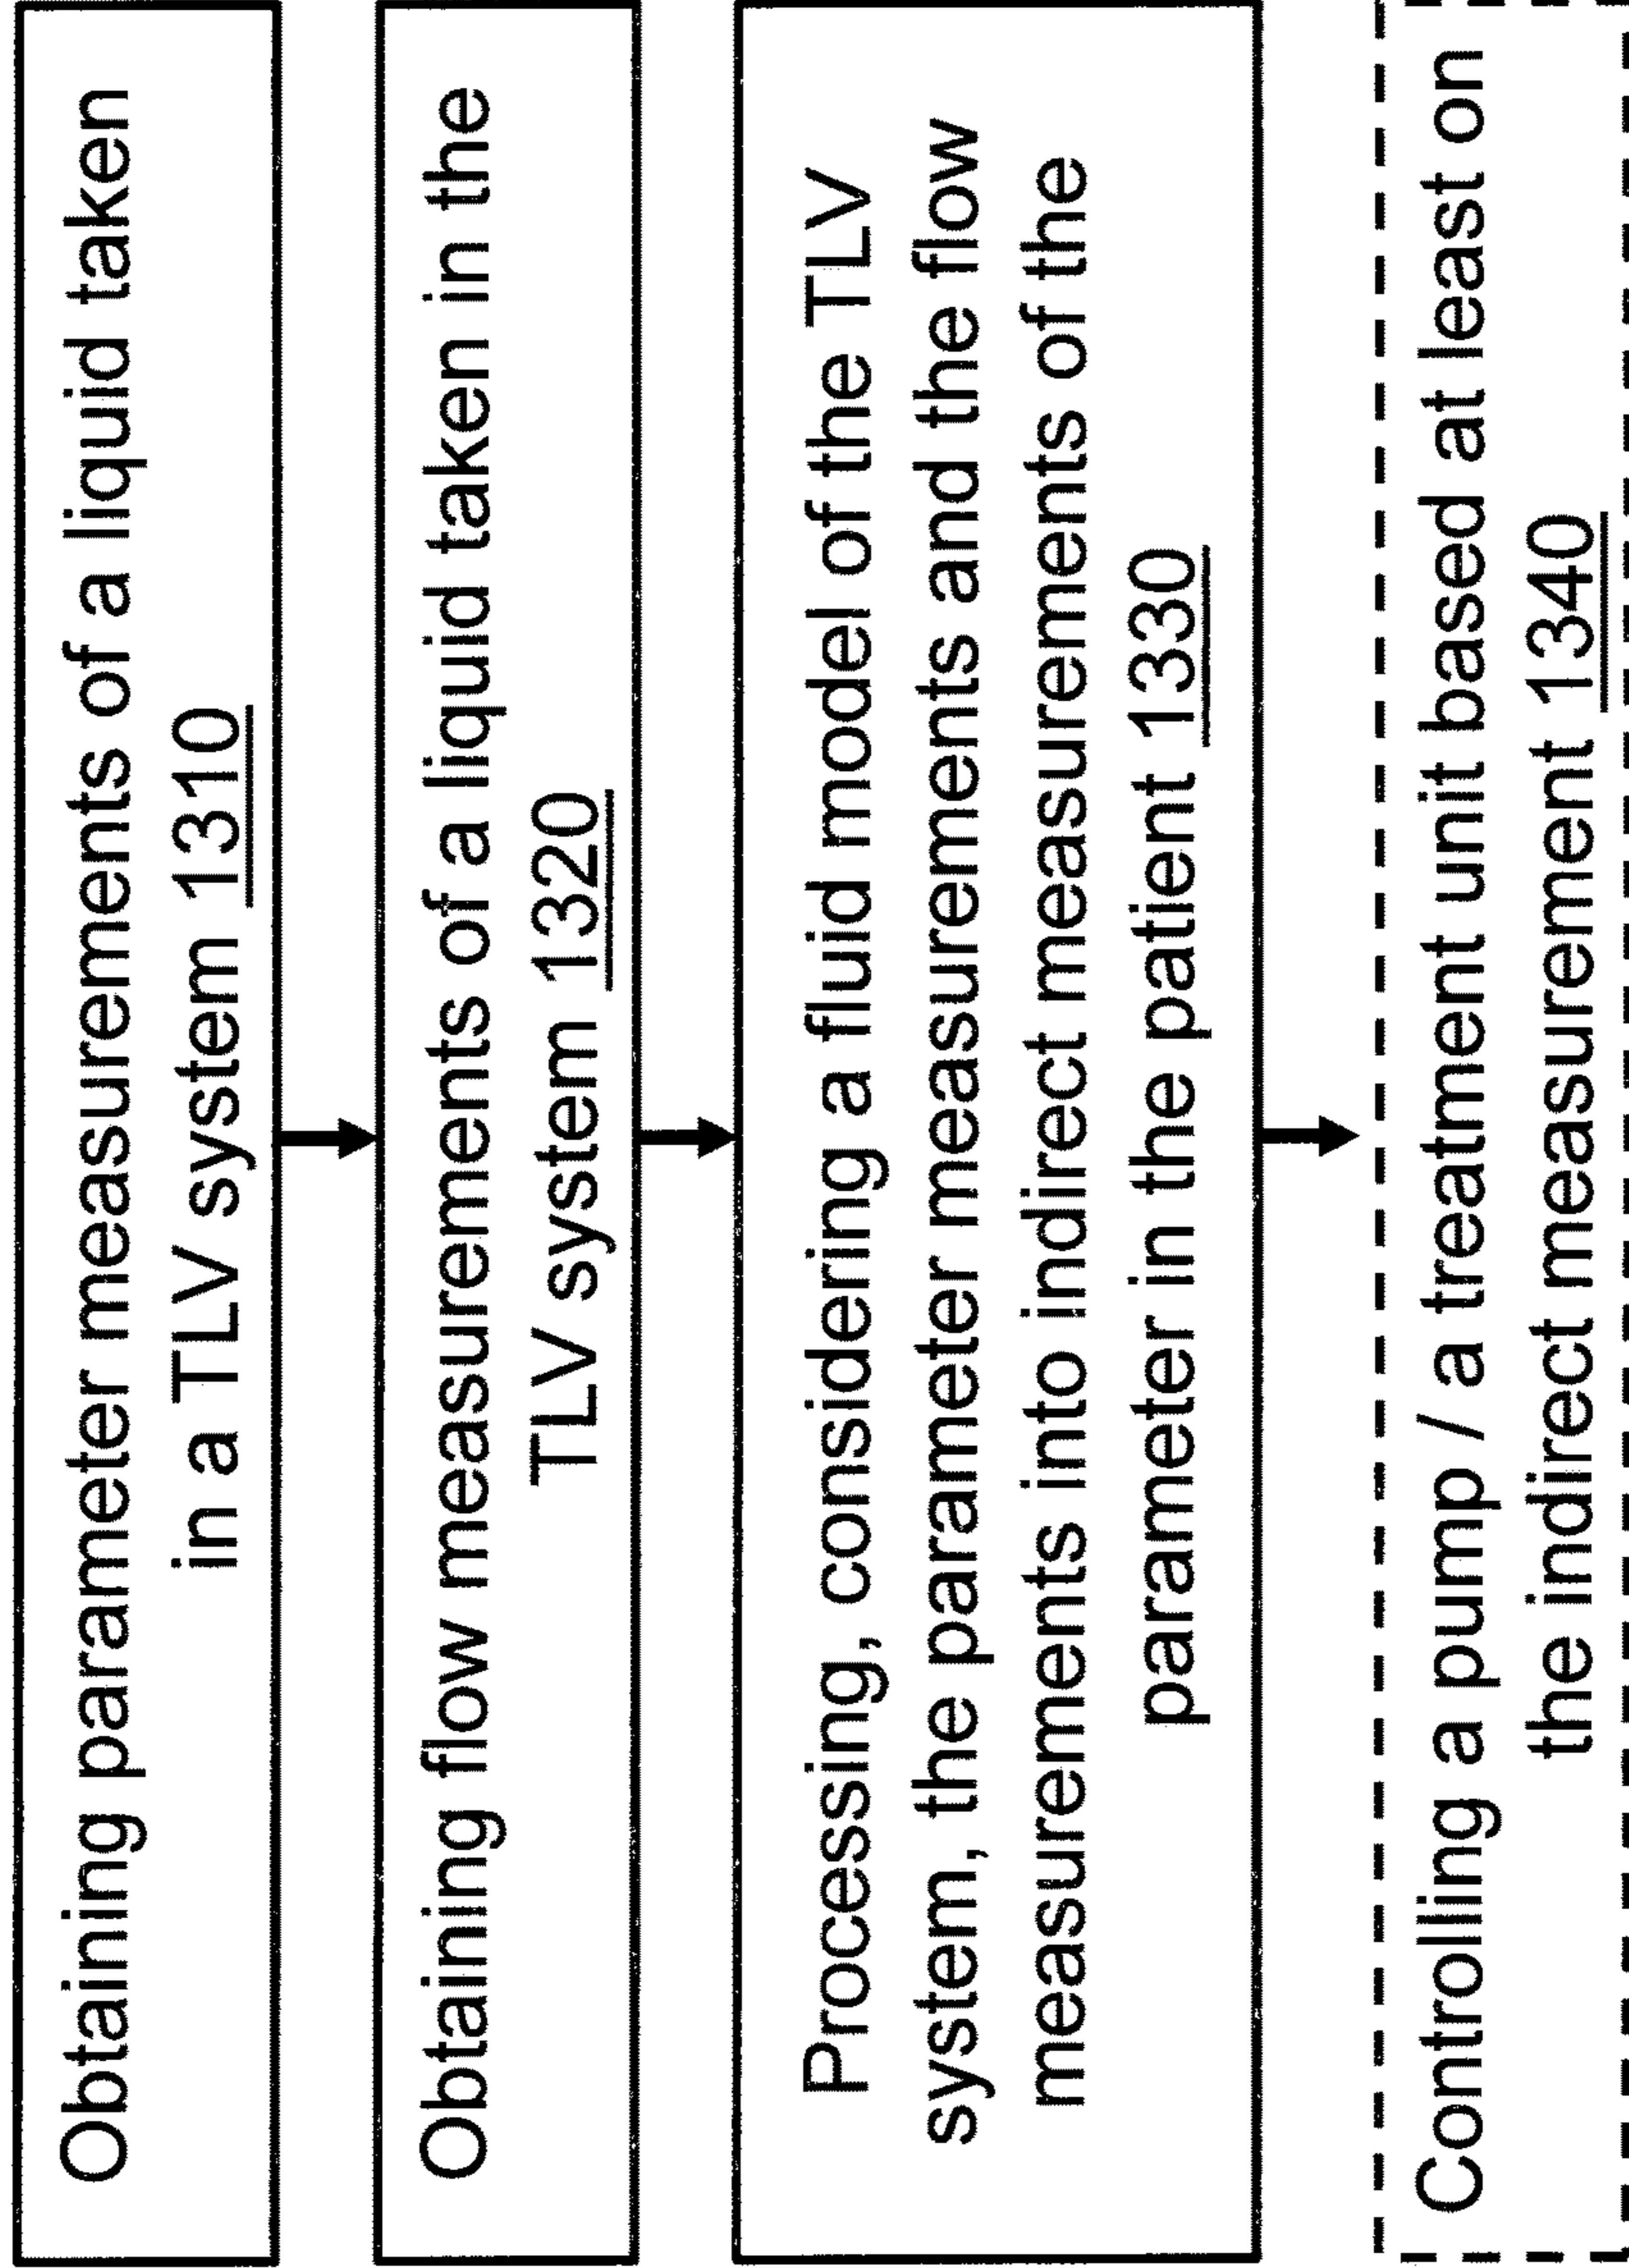 Obtaining parameter measurements of a liquid taken
in a TLV system 1310
Obtaining flow measurements of a liquid taken in the
TLV system 1320
Processing, considering a fluid model of the TLV
system, the parameter measurements and the flow
measurements into indirect measurements of the
parameter in the patient 1330
Controlling a pump / a treatment unit based at least on
the indirect measurement 1340